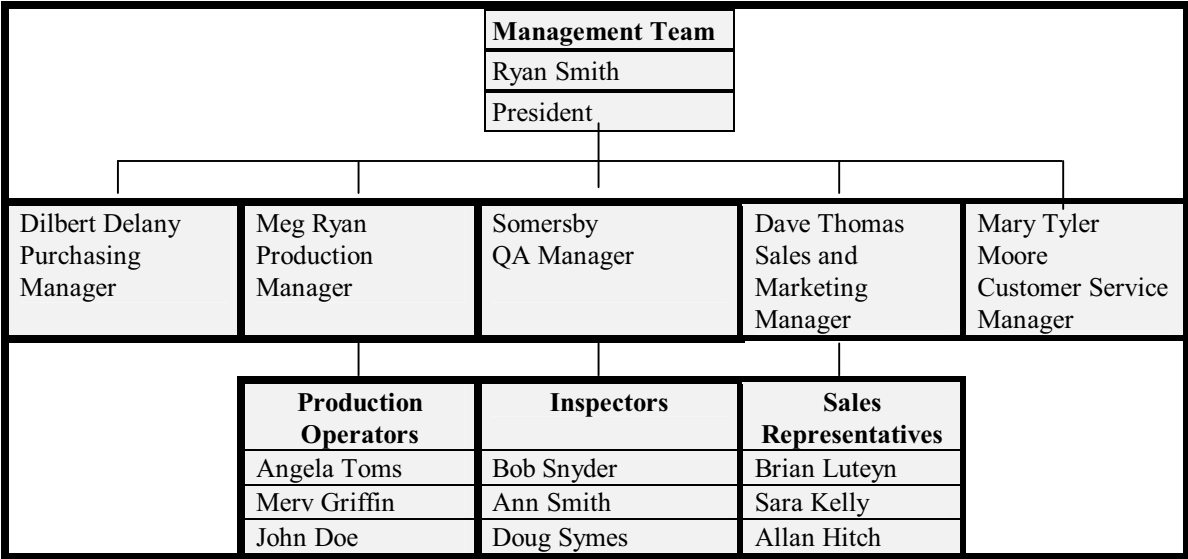 Management Team
Ryan Smith
President
Dilbert Delany
Purchasing
Manager
Meg Ryan
Production
Manager
Somersby
QA Manager
Dave Thomas
Sales and
Marketing
Manager
Mary Tyler
Moore
Customer Service
Manager
Production
Operators
Angela Toms
Merv Griffin
John Doe
Inspectors
Bob Snyder
Ann Smith
Doug Symes
Sales
Representatives
Brian Luteyn
Sara Kelly
Allan Hitch